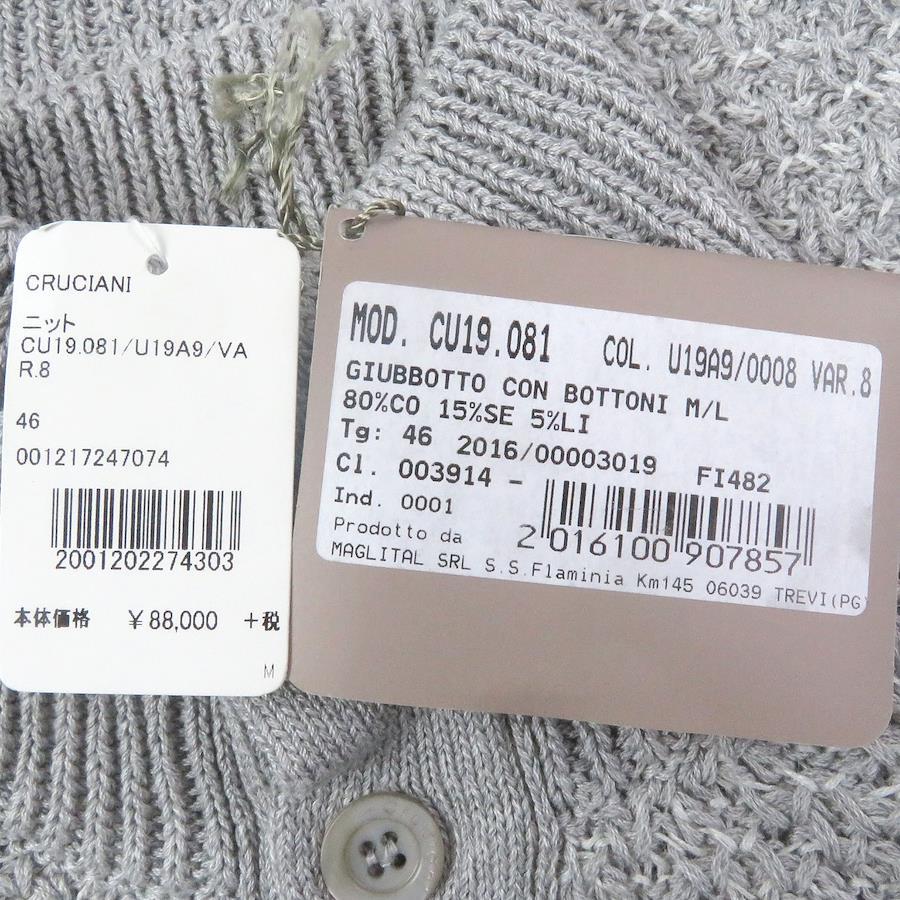 CRUCIANI
ニット
CU19.081/U19A9/VA
R.8
46
001217247074
2001202274303
本体価格 ￥88,000 +税
M
MOD. CU19.081 COL. U19A9/0008 VAR.8
GIUBBOTTO CON BOTTONI M/L
80%CO 15%SE 5%LI
Tg: 46 2016/00003019 FI482
Cl. 003914 -
Ind. 0001
2 016100 907857
Prodotto da
MAGLITAL SRL S.S.Flaminia Km145 06039 TREVI(PG)